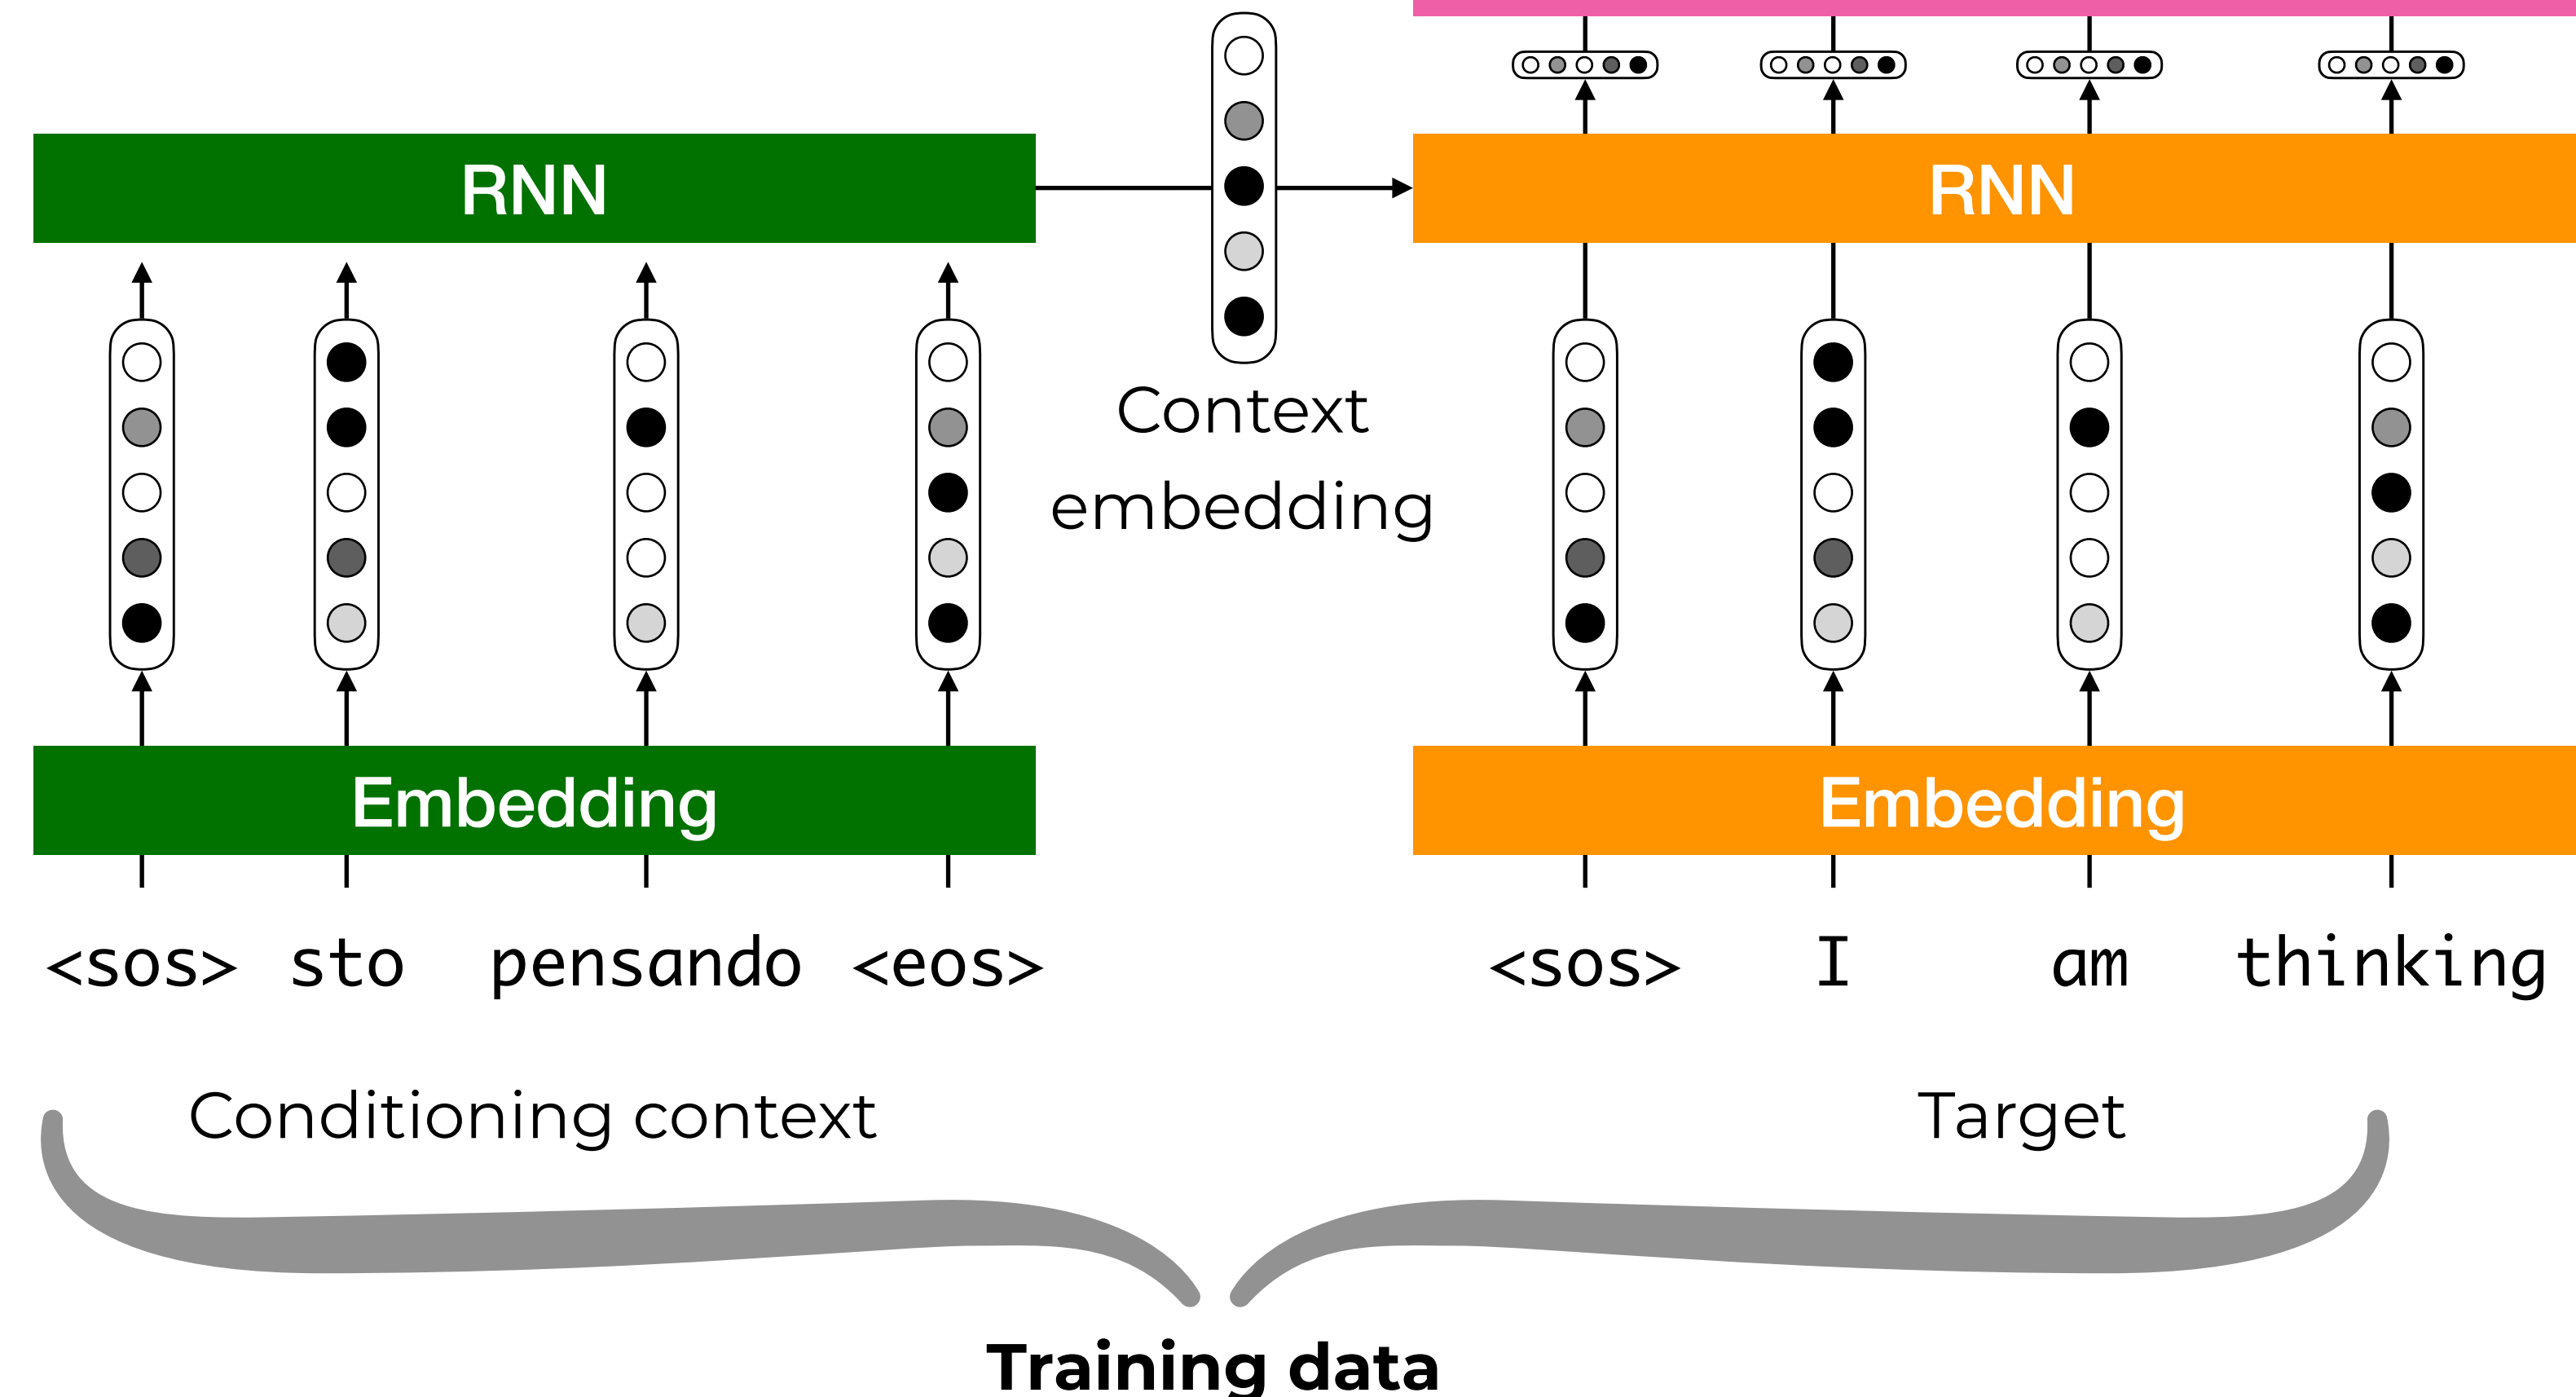 RNN
RNN
Context
embedding
Embedding
Embedding
<sos> sto pensando <eos>
<sos> I am thinking
Conditioning context
Target
Training data